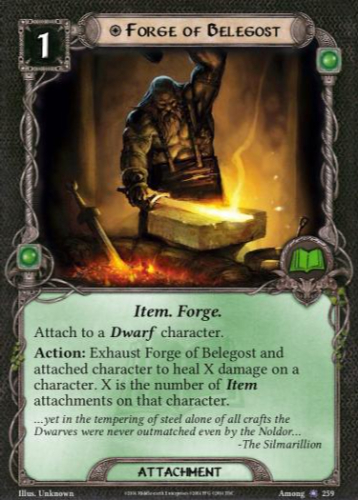 1
Forge of Belegost
Item. Forge.
Attach to a Dwarf character.
Action: Exhaust Forge of Belegost and
attached character to heal X damage on a
character. X is the number of Item
attachments on that character.
...yet in the tempering of steel alone of all crafts the
Dwarves were never outmatched even by the Noldor...
-The Silmarillion
Attachment
Illus. Unknown
Among 259